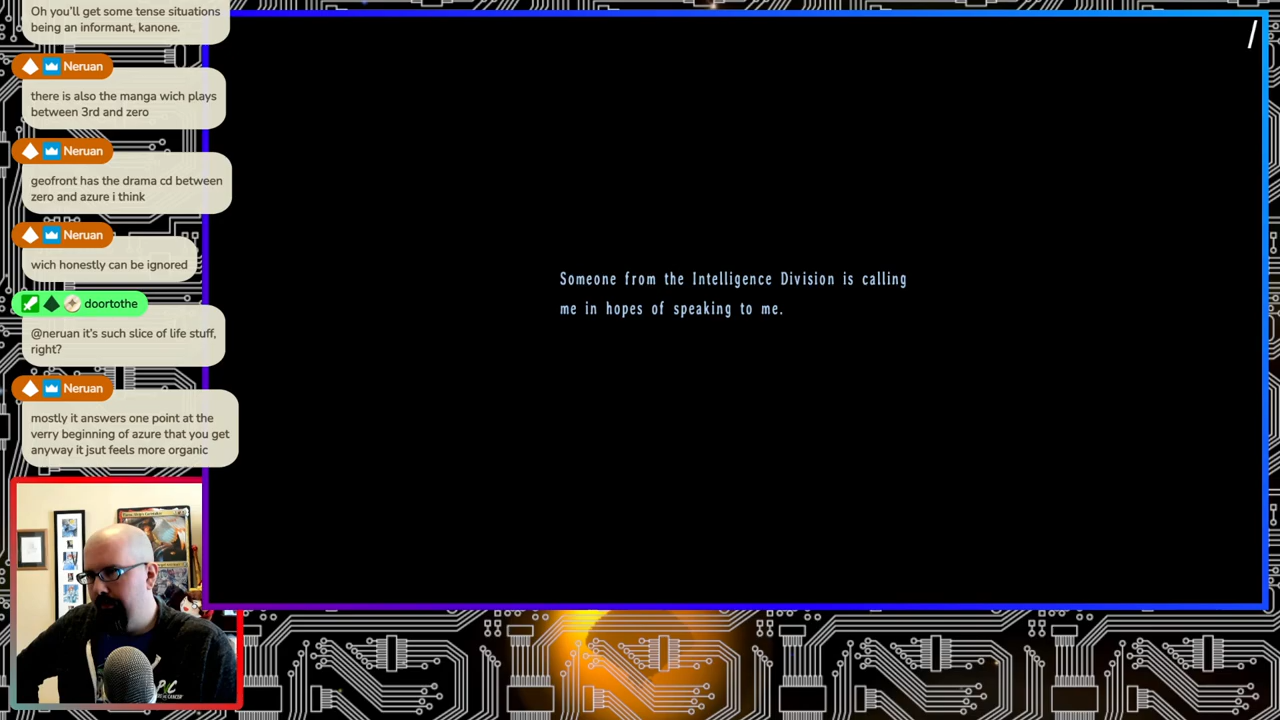 Oh you'll get some tense situations
being an informant, kanone.
Neruan
there is also the manga wich plays
between 3rd and zero
Neruan
geofront has the drama cd between
zero and azure i think
Neruan
wich honestly can be ignored
doortothe
@neruan it's such slice of life stuff,
right?
Neruan
mostly it answers one point at the
verry beginning of azure that you get
anyway it jsut feels more organic
Someone from the Intelligence Division is calling
me in hopes of speaking to me.